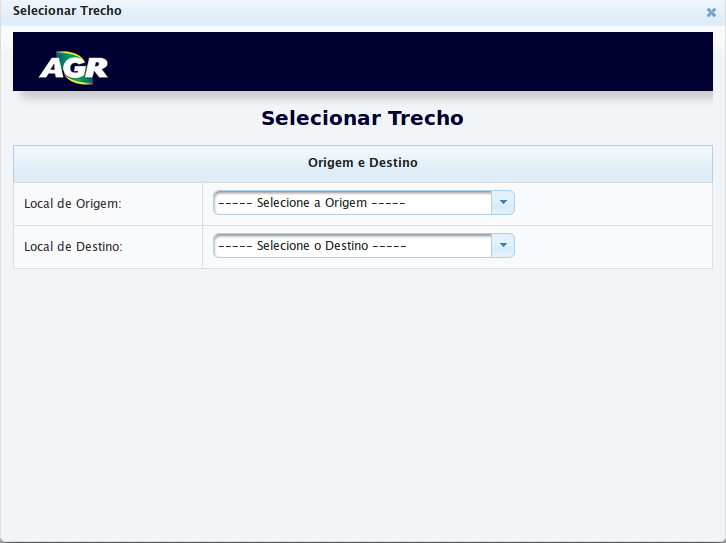 Selecionar Trecho
AGR
Selecionar Trecho
Origem e Destino
Local de Origem:
----- Selecione a Origem -----
Local de Destino:
----- Selecione o Destino -----